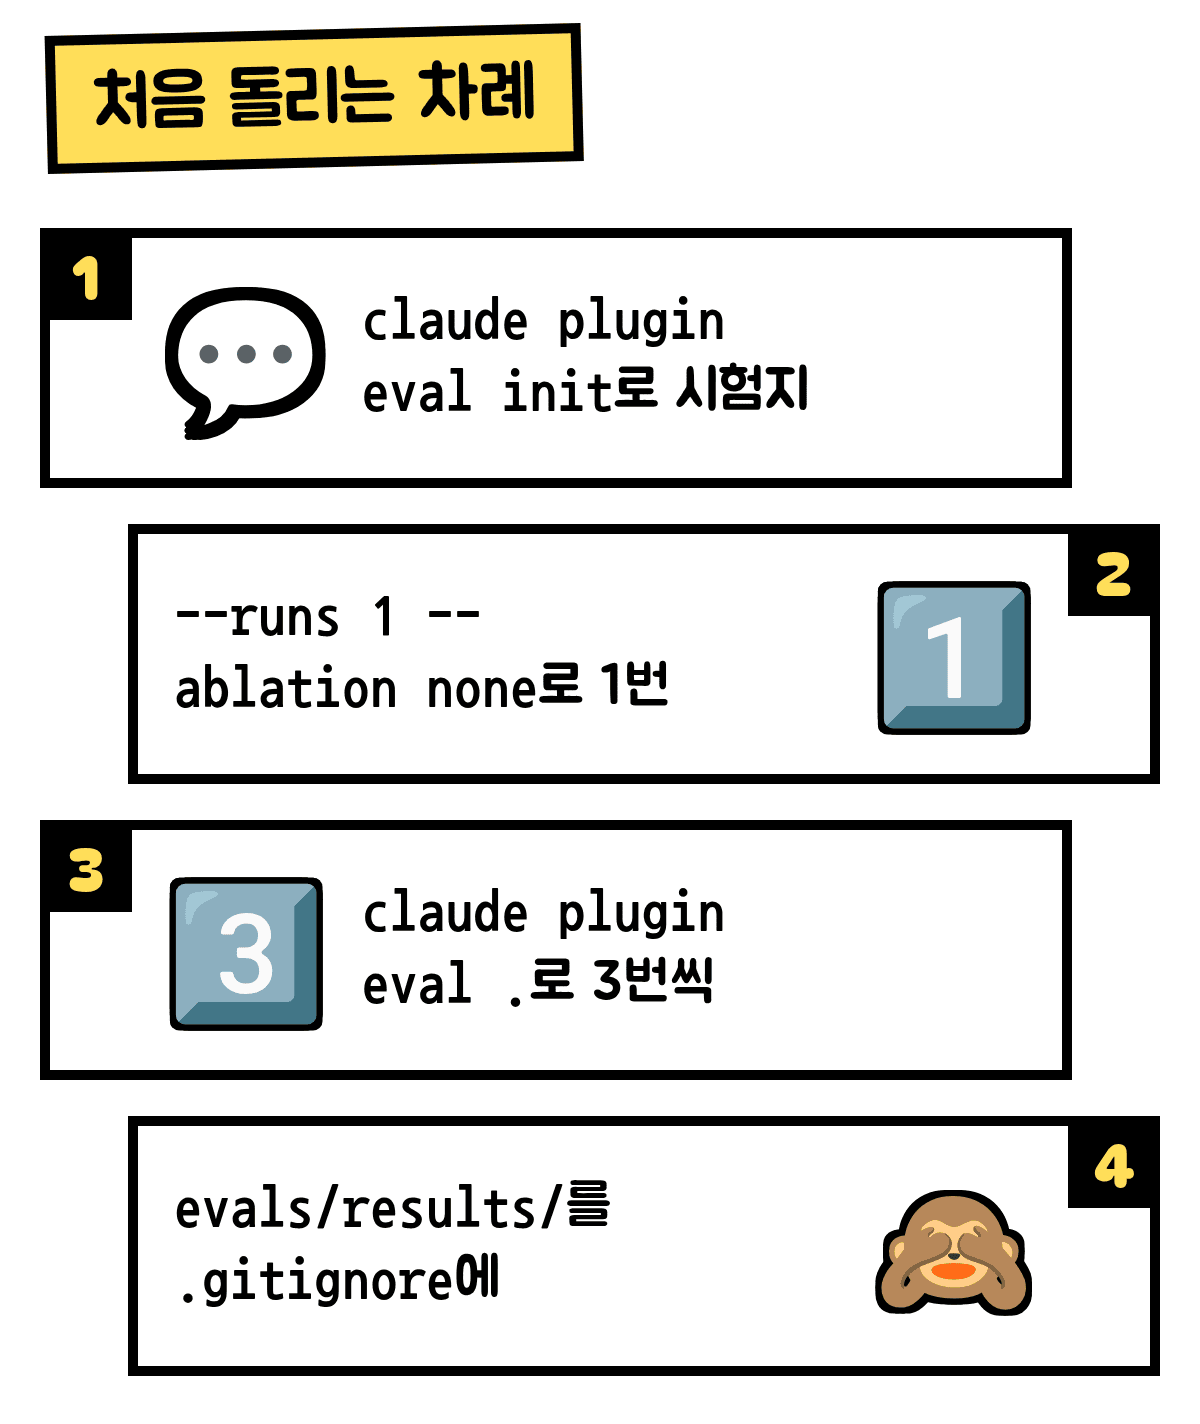 처음 돌리는 차례
1
claude plugin
eval init로 시험지
2
--runs 1 --
ablation none로 1번
1
3
3
claude plugin
eval .로 3번씩
4
evals/results/를
.gitignore에